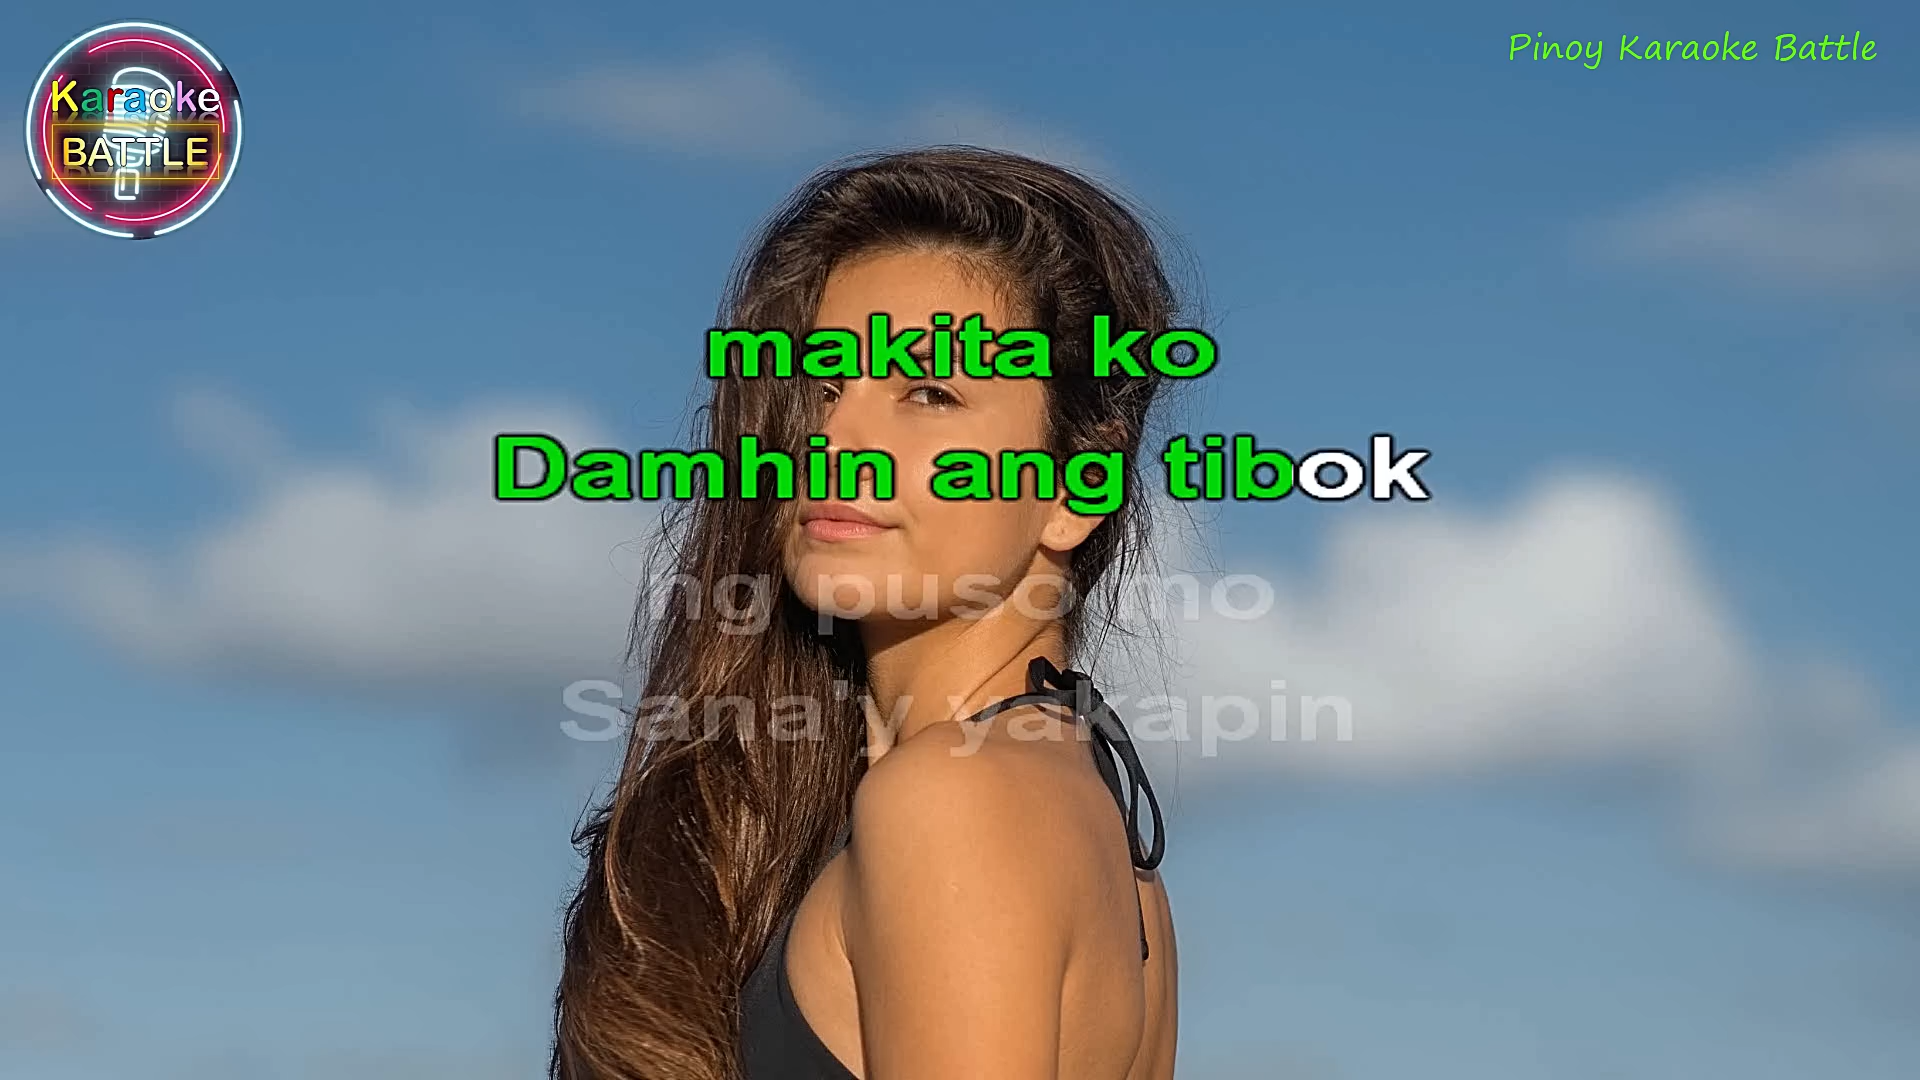 Karaoke
BATTLE
Pinoy Karaoke Battle
makita ko
Damhin ang tibok
ng puso mo
Sana'y yakapin